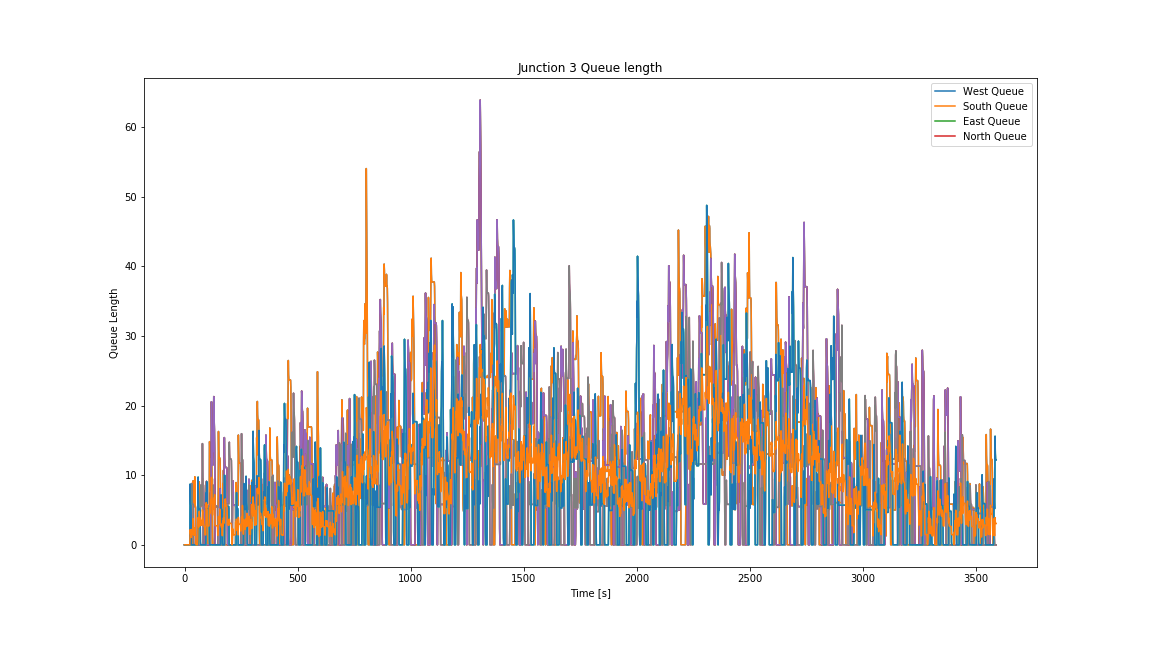 Junction 3 Queue length
West Queue
South Queue
East Queue
North Queue
Queue Length
60
50
40
30
20
10
0
0 500 1000 1500 2000 2500 3000 3500
Time [s]